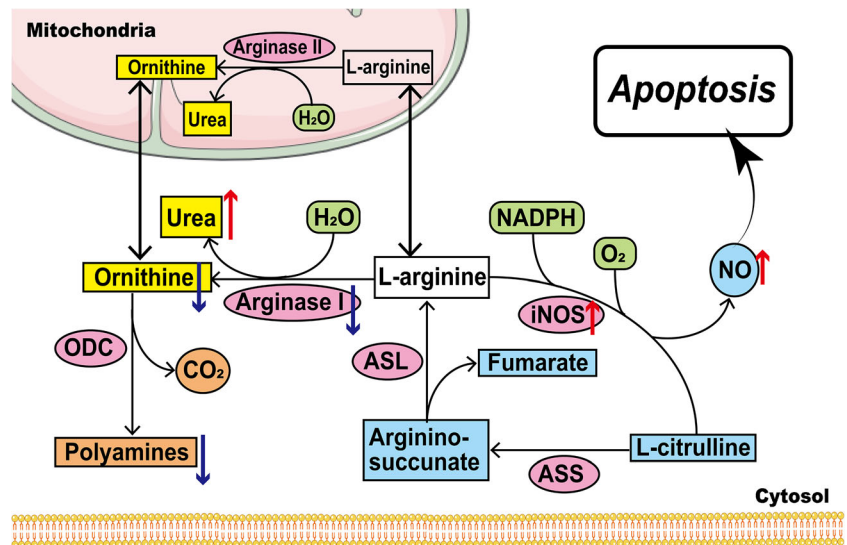 Mitochondria
Arginase II
Ornithine
L-arginine
Urea
H₂O
Apoptosis
Urea
H₂O
NADPH
O₂
NO
Ornithine
L-arginine
Arginase I
iNOS
ODC
CO₂
ASL
Fumarate
Polyamines
Arginino-
succunate
L-citrulline
ASS
Cytosol